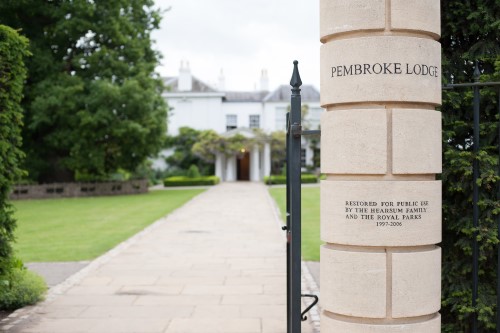 PEMBROKE LODGE
RESTORED FOR PUBLIC USE
BY THE HEARSUM FAMILY
AND THE ROYAL PARKS
1997-2006